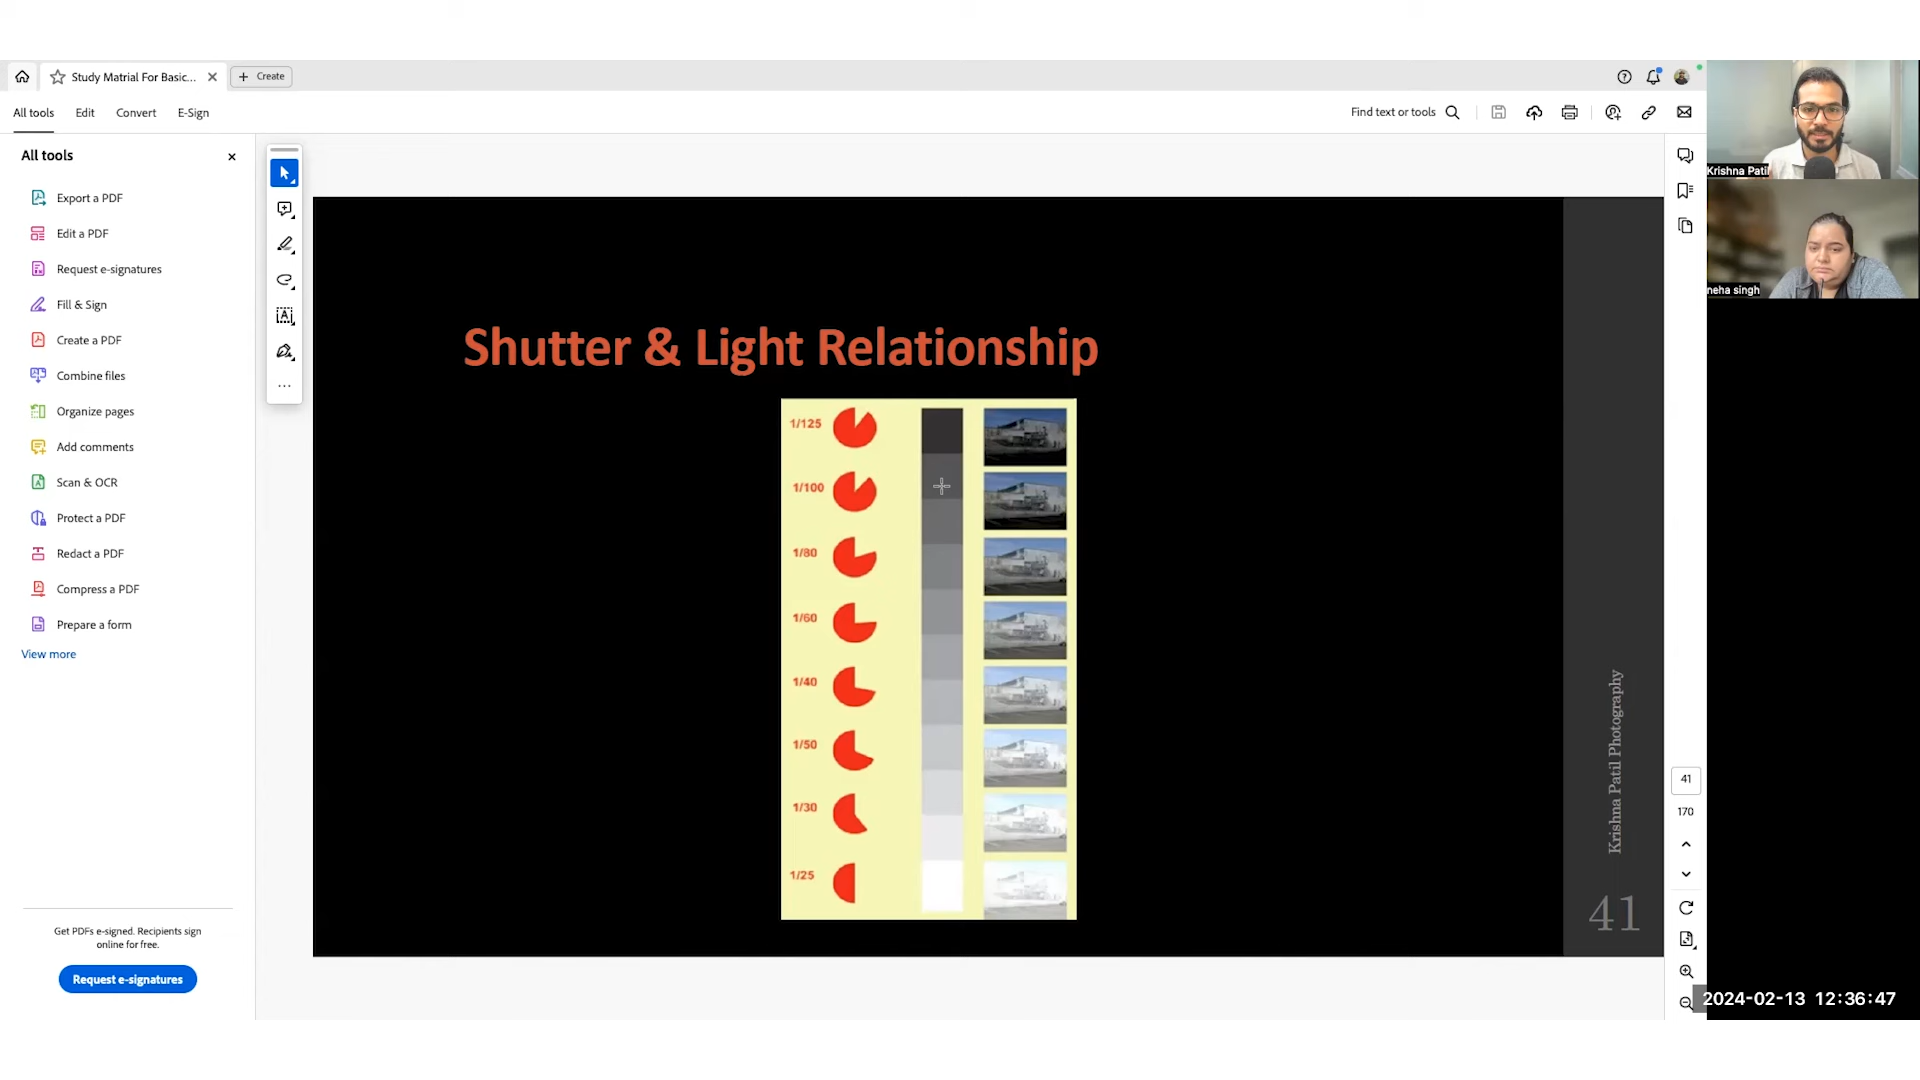 Study Matrial For Basic...
Create
All tools
Edit
Convert
E-Sign
Find text or tools
All tools
Export a PDF
Edit a PDF
Request e-signatures
Fill & Sign
Create a PDF
Combine files
Organize pages
Add comments
Scan & OCR
Protect a PDF
Redact a PDF
Compress a PDF
Prepare a form
View more
Get PDFs e-signed. Recipients sign
online for free.
Request e-signatures
Shutter & Light Relationship
1/125
1/100
1/80
1/60
1/40
1/50
1/30
1/25
Krishna Patil Photography
41
41
170
Krishna Patil
neha singh
2024-02-13 12:36:47